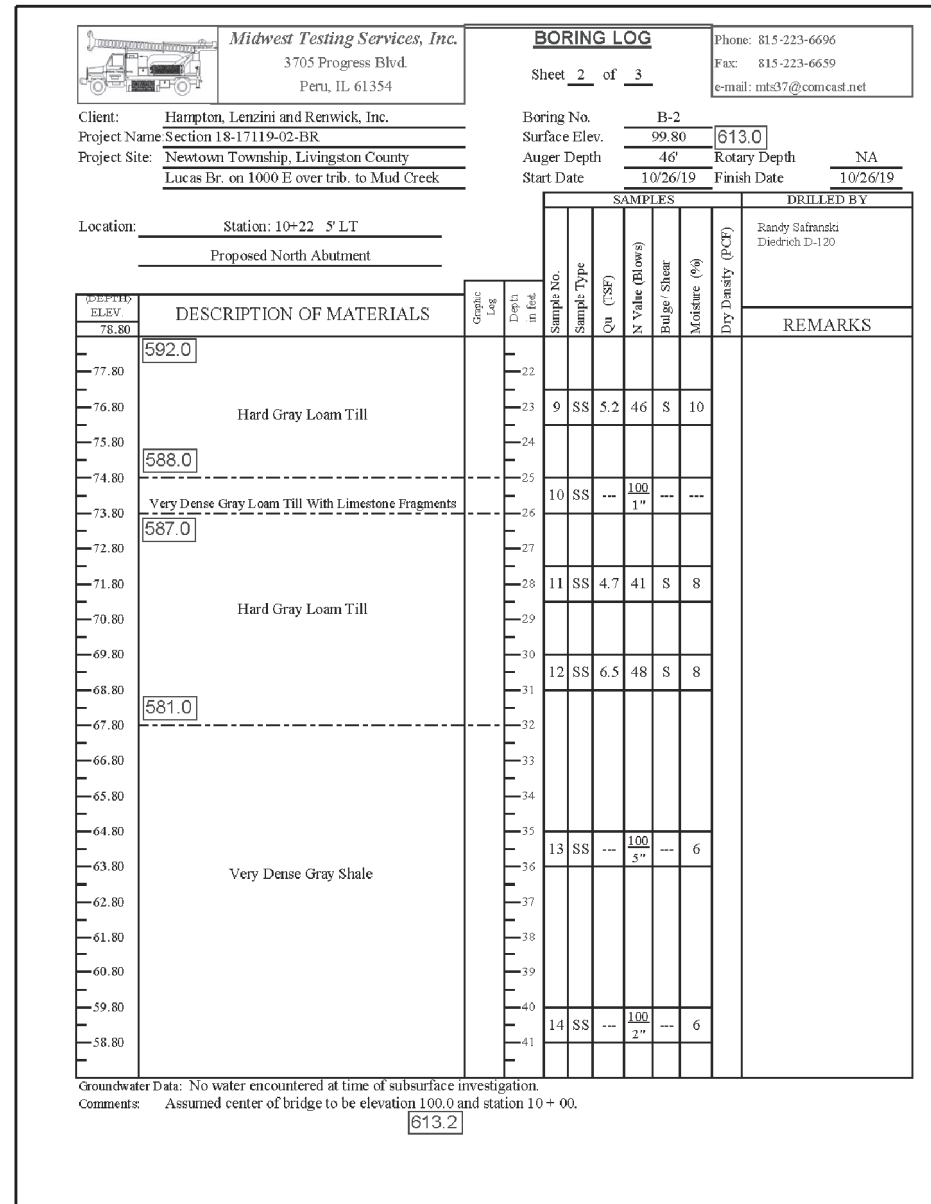 Midwest Testing Services, Inc.
3705 Progress Blvd.
Peru, IL 61354
BORING LOG
Sheet 2 of 3
Phone: 815-223-6696
Fax: 815-223-6659
e-mail: mts37@comcast.net
Client: Hampton, Lenzini and Renwick, Inc.
Project Name: Section 18-17119-02-BR
Project Site: Newtown Township, Livingston County
Lucas Br. on 1000 E over trib. to Mud Creek
Boring No. B-2
Surface Elev. 99.80 613.0
Auger Depth 46' Rotary Depth NA
Start Date 10/26/19 Finish Date 10/26/19
Location: Station: 10+22 5' LT
Proposed North Abutment
SAMPLES
DRILLED BY
Randy Safranski
Diedrich D-120
(DEPTH)
ELEV.
78.80
DESCRIPTION OF MATERIALS
Graphic Log
Depth in feet
Sample No.
Sample Type
Qu (TSF)
N Value (Blows)
Bulge / Shear
Moisture (%)
Dry Density (PCF)
REMARKS
592.0
77.80 22
76.80 Hard Gray Loam Till 23 9 SS 5.2 46 S 10
75.80 24
588.0
74.80 25
Very Dense Gray Loam Till With Limestone Fragments 10 SS --- 100 1" --- ---
73.80 26
587.0
72.80 27
71.80 28 11 SS 4.7 41 S 8
Hard Gray Loam Till
70.80 29
69.80 30
12 SS 6.5 48 S 8
68.80 31
581.0
67.80 32
66.80 33
65.80 34
64.80 35
13 SS --- 100 5" --- 6
63.80 36
Very Dense Gray Shale
62.80 37
61.80 38
60.80 39
59.80 40
14 SS --- 100 2" --- 6
58.80 41
Groundwater Data: No water encountered at time of subsurface investigation.
Comments: Assumed center of bridge to be elevation 100.0 and station 10 + 00.
613.2